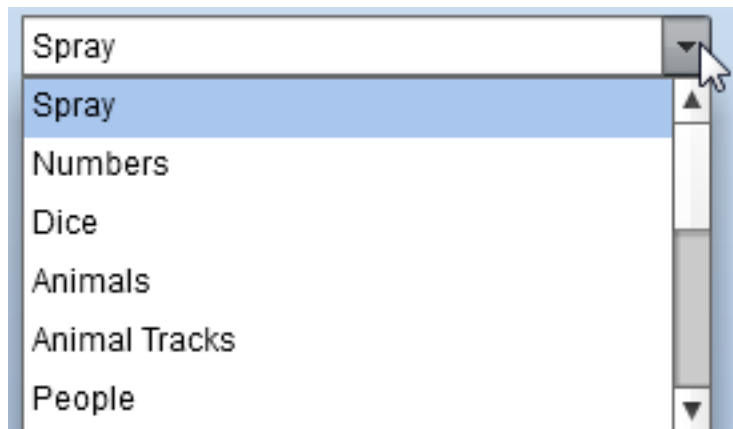 Spray
Spray
Numbers
Dice
Animals
Animal Tracks
People